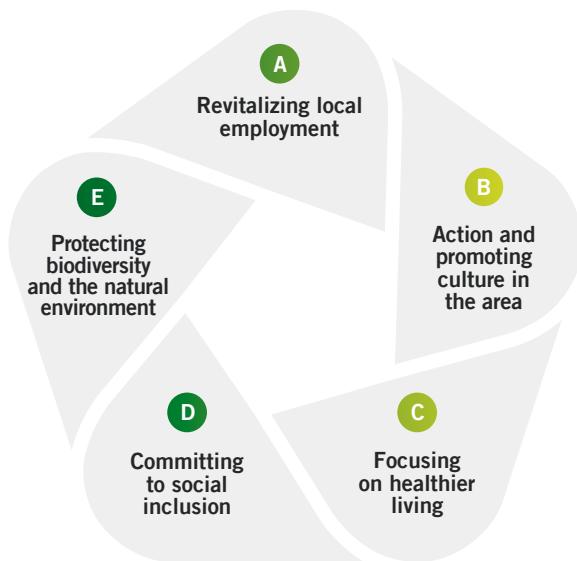 A
Revitalizing local
employment
B
Action and
promoting
culture in
the area
C
Focusing
on healthier
living
D
Committing
to social
inclusion
E
Protecting
biodiversity
and the natural
environment